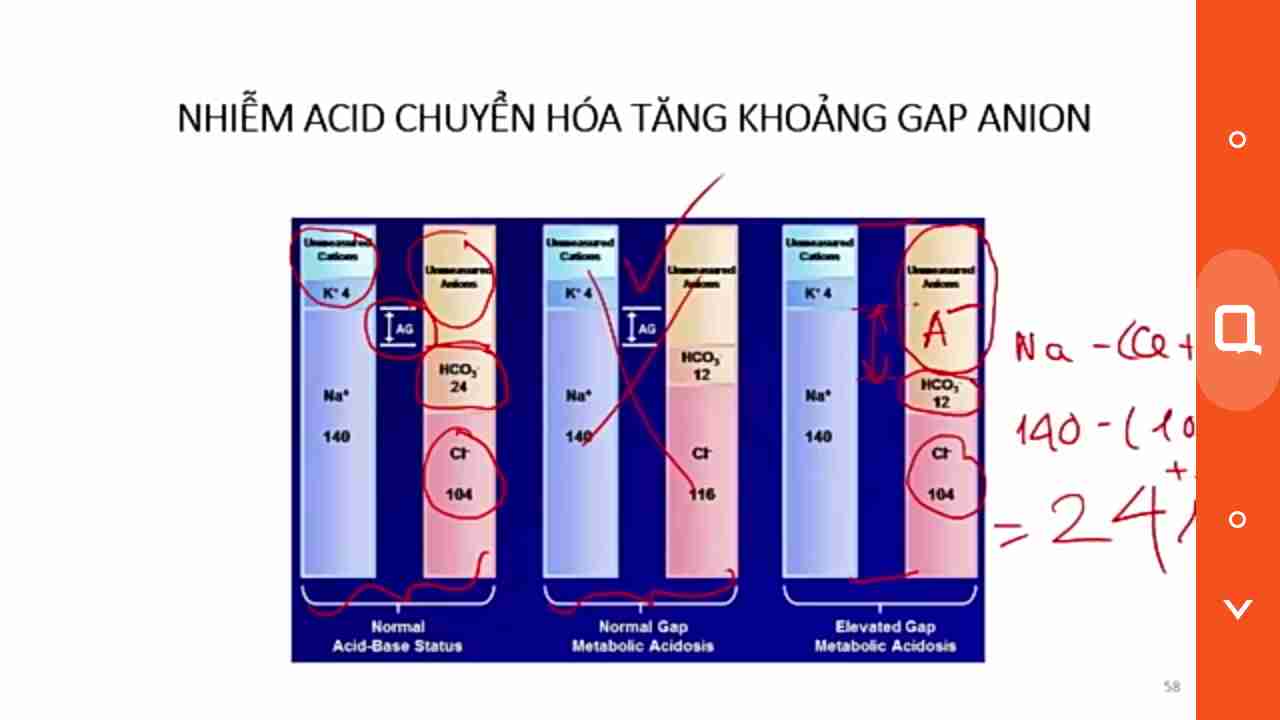 NHIỄM ACID CHUYỂN HÓA TĂNG KHOẢNG GAP ANION
Unmeasured
Cations
K⁺ 4
Na⁺
140
AG
Unmeasured
Anions
HCO₃⁻
24
Cl⁻
104
Normal
Acid-Base Status
Unmeasured
Cations
K⁺ 4
Na⁺
140
AG
Unmeasured
Anions
HCO₃⁻
12
Cl⁻
116
Normal Gap
Metabolic Acidosis
Unmeasured
Cations
K⁺ 4
Na⁺
140
Unmeasured
Anions
A⁻
HCO₃⁻
12
Cl⁻
104
Elevated Gap
Metabolic Acidosis
Na - (Cl +
140 - (10
+
= 24
58